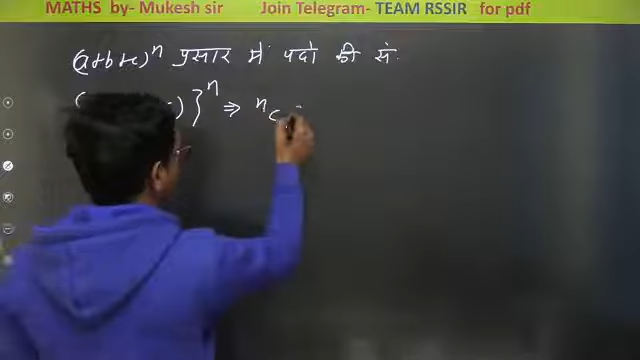 MATHS by- Mukesh sir Join Telegram- TEAM RSSIR for pdf
(a+b+c)^n प्रसार में पदों की सं.
)}^n ⇒ ^nC